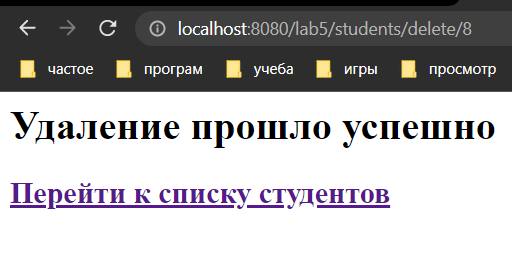 localhost:8080/lab5/students/delete/8
частое програм учеба игры просмотр
Удаление прошло успешно
Перейти к списку студентов